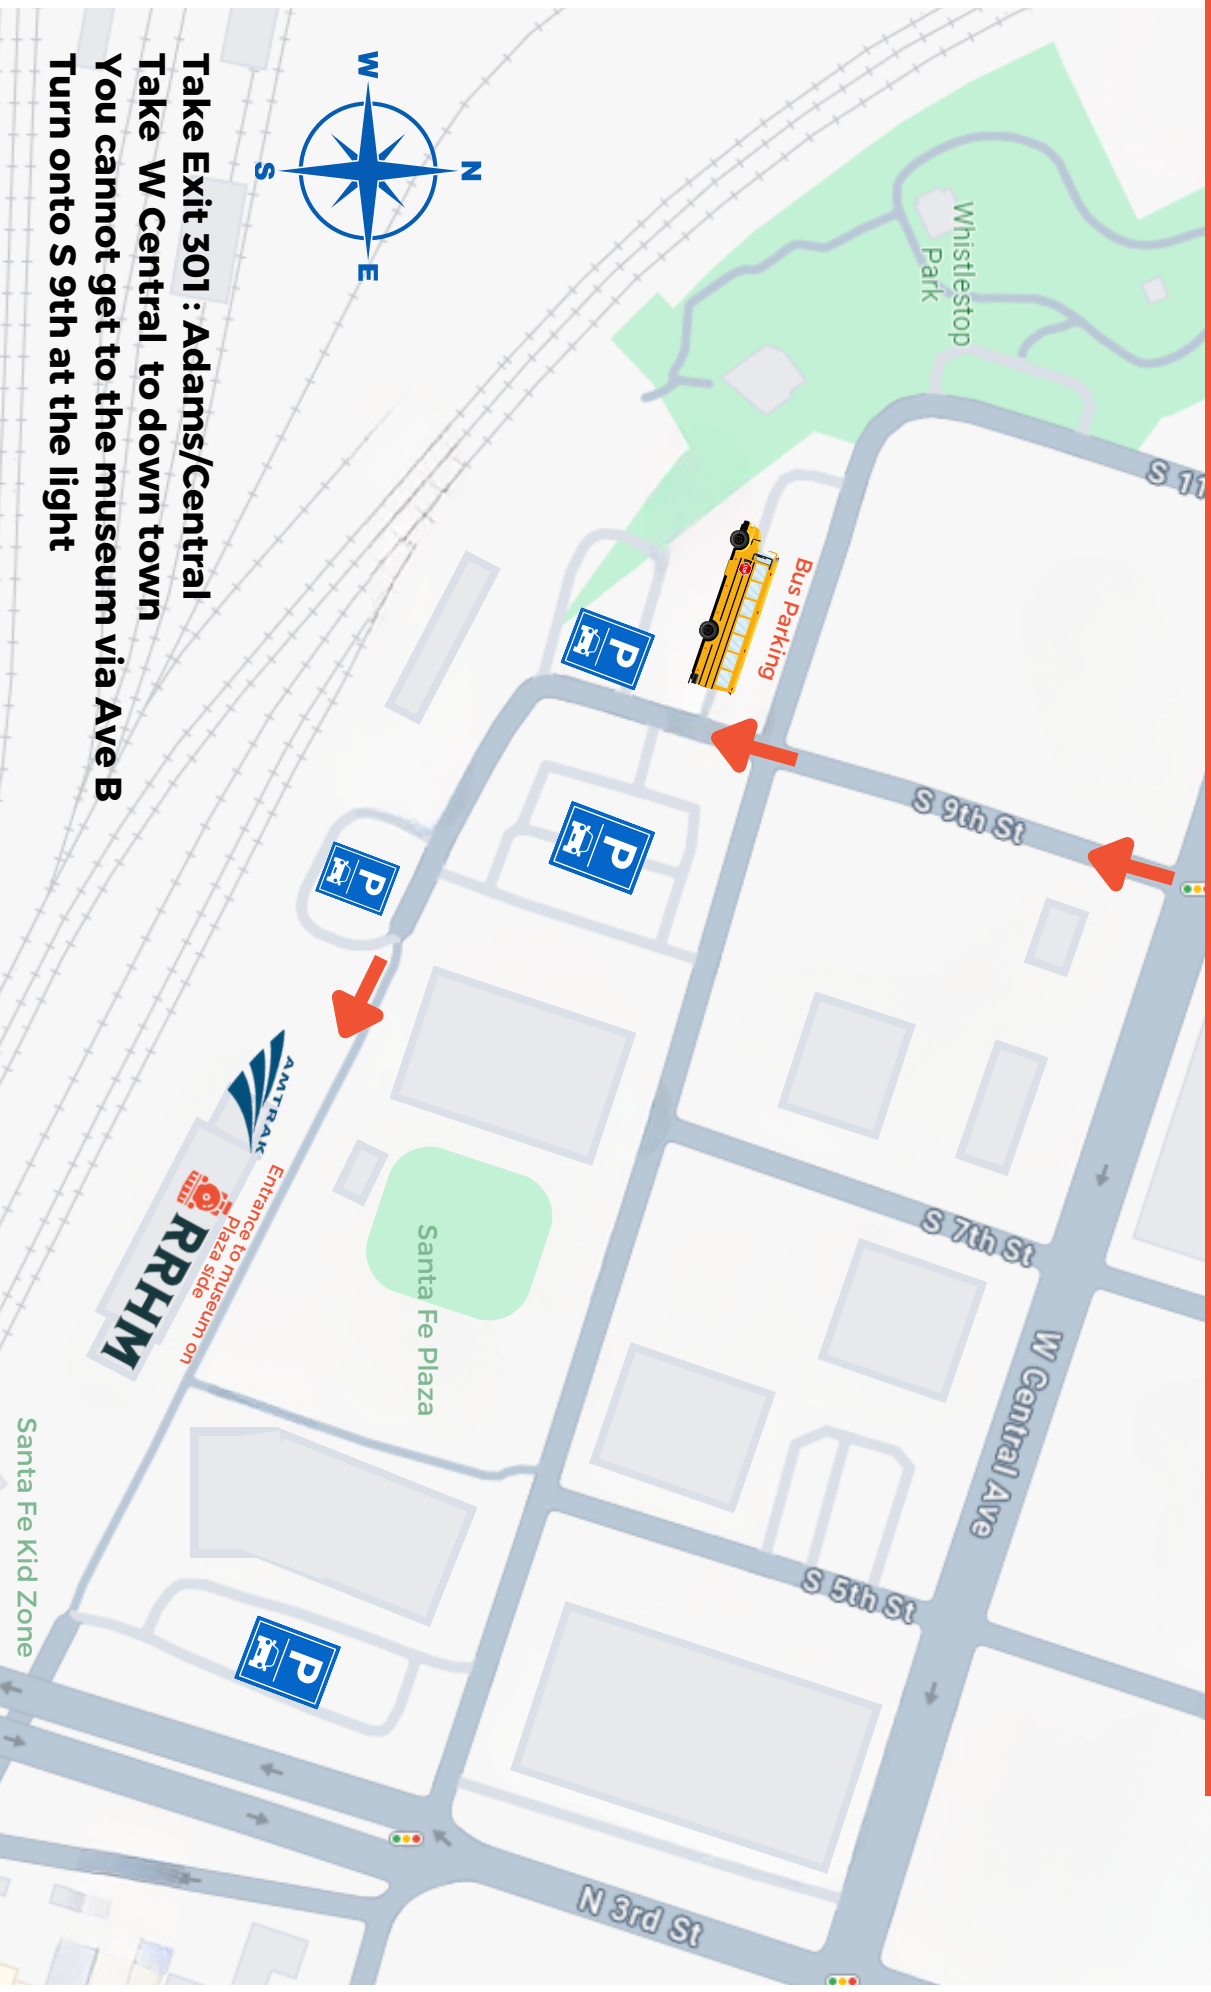 Take Exit 301 : Adams/Central
Take W Central to down town
You cannot get to the museum via Ave B
Turn onto S 9th at the light
N
W
E
S
Whistlestop
Park
S 11
Bus Parking
P
P
P
S 9th St
AMTRAK
Entrance to museum on
Plaza side
RRHM
Santa Fe Plaza
S 7th St
W Central Ave
S 5th St
Santa Fe Kid Zone
P
N 3rd St